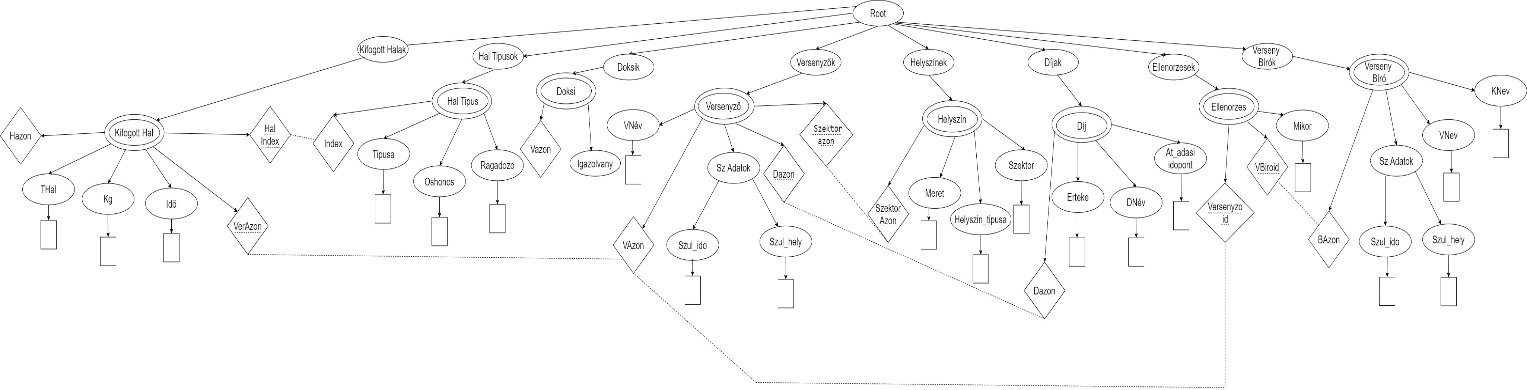 Root
Kifogott Halak
Hal Tipusok
Doksik
Versenyzők
Helyszínek
Díjak
Ellenorzesek
Verseny
Bírók
Kifogott Hal
Hal Tipus
Doksi
Versenyző
Helyszín
Díj
Ellenorzes
Verseny
Bíró
KNev
Hazon
Hal
Index
Index
VNév
Szektor
azon
Mikor
VNev
Tipusa
Oshonos
Ragadozo
Vazon
Igazolvany
Sz Adatok
Dazon
Szektor
At_adasi
idopont
VBiroid
Sz Adatok
THal
Kg
Idő
VerAzon
Szektor
Azon
Meret
Helyszin_tipusa
Erteke
DNév
Versenyzo
id
VAzon
Szul_ido
Szul_hely
Dazon
BAzon
Szul_ido
Szul_hely